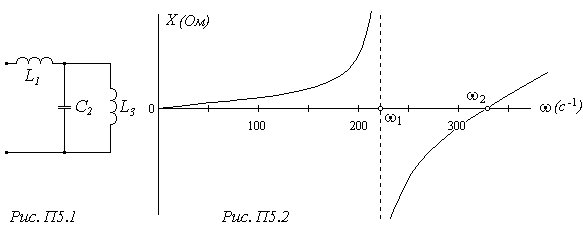 X (Ом)
L1
C2
L3
0
100
200
300
ω1
ω2
ω (с-1)
Рис. П5.1
Рис. П5.2